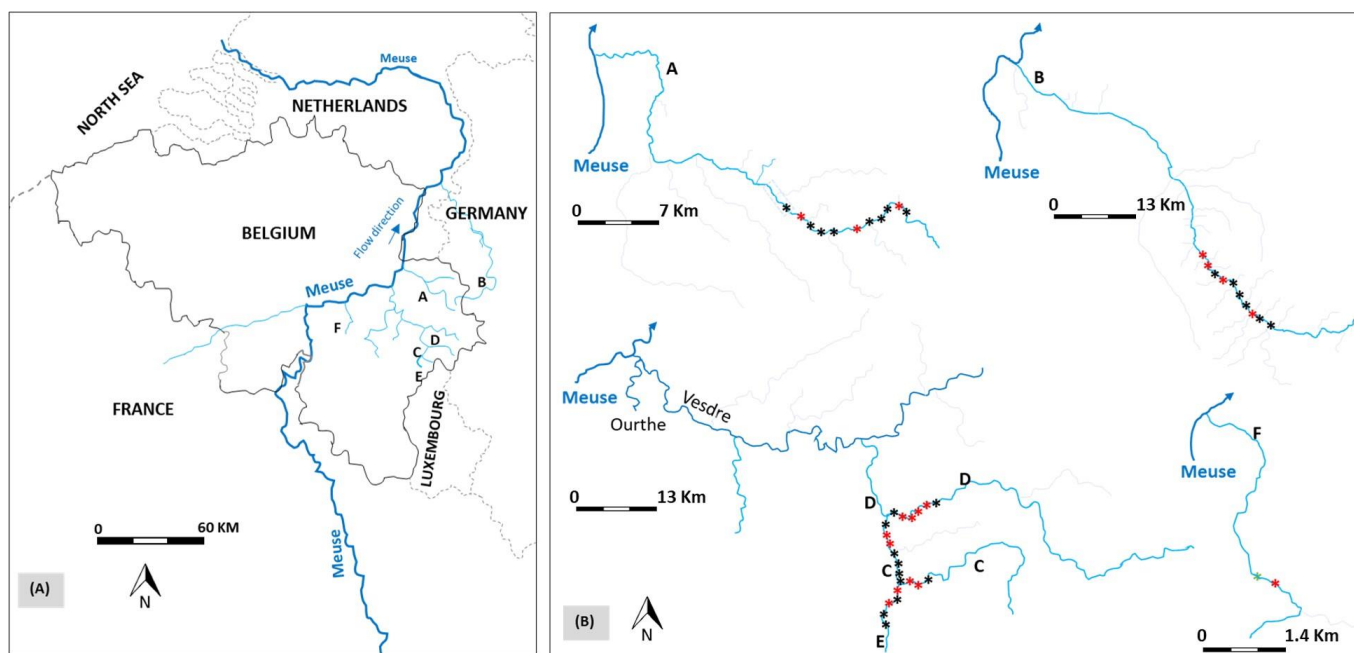 Meuse
NORTH SEA
NETHERLANDS
Flow direction
GERMANY
BELGIUM
Meuse
A
B
F
D
C
E
FRANCE
LUXEMBOURG
0 60 KM
Meuse
(A)
N
A
Meuse
0 7 Km
B
Meuse
0 13 Km
Meuse
Ourthe
Vesdre
0 13 Km
D
D
C
C
E
F
Meuse
0 1.4 Km
(B)
N